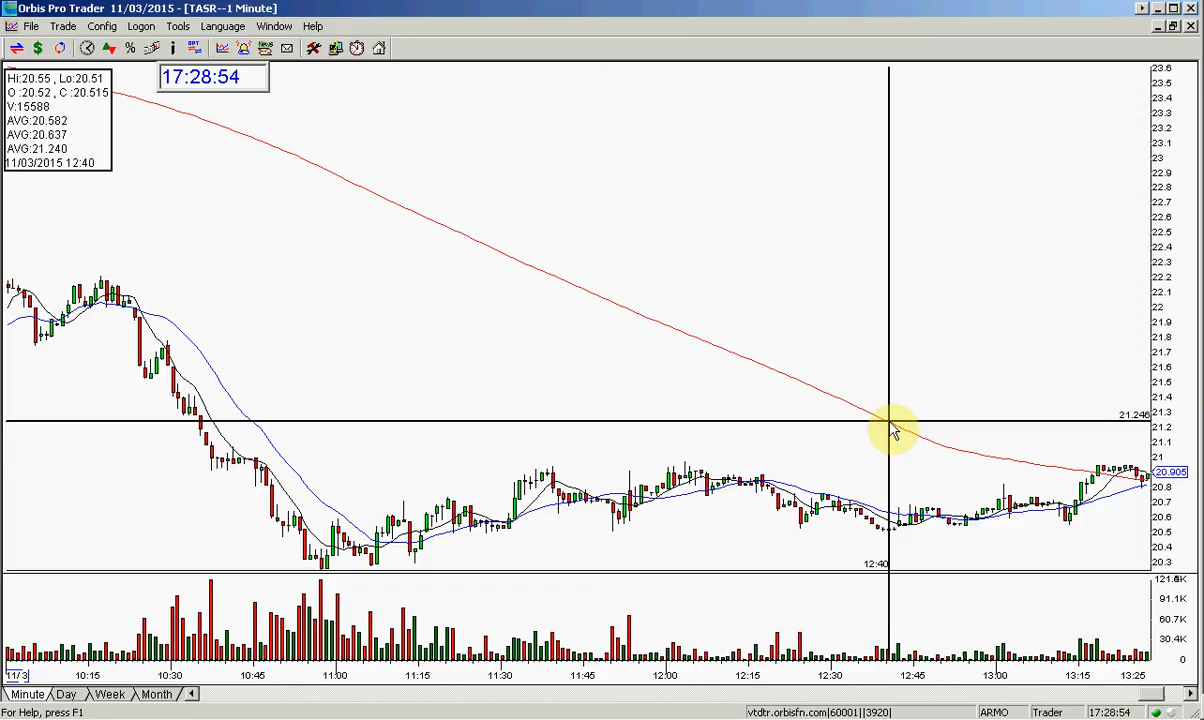 Orbis Pro Trader 11/03/2015 - [TASR--1 Minute]
File Trade Config Logon Tools Language Window Help
17:28:54
Hi:20.55 , Lo:20.51
O :20.52 , C :20.515
V:15588
AVG:20.582
AVG:20.637
AVG:21.240
11/03/2015 12:40
23.6
23.5
23.4
23.3
23.2
23.1
23
22.9
22.8
22.7
22.6
22.5
22.4
22.3
22.2
22.1
22
21.9
21.8
21.7
21.6
21.5
21.4
21.3
21.246
21.2
21.1
21
20.905
20.8
20.7
20.6
20.5
20.4
20.3
12:40
91.1K
60.7K
30.4K
0
11/ 3 10:15 10:30 10:45 11:00 11:15 11:30 11:45 12:00 12:15 12:30 12:45 13:00 13:15 13:25
Minute Day Week Month
For Help, press F1 vtdtr.orbisfn.com|60001||3920| ARMO Trader 17:28:54